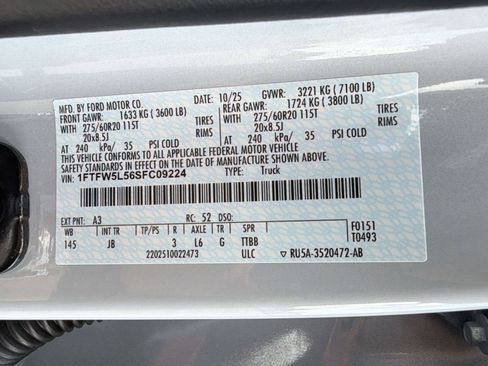 MFD. BY FORD MOTOR CO. 10/25 GVWR: 3221 KG ( 7100 LB)
FRONT GAWR: 1633 KG ( 3600 LB) REAR GAWR: 1724 KG ( 3800 LB)
WITH 275/60R20 115T TIRES WITH 275/60R20 115T TIRES
20x8.5J RIMS 20x8.5J RIMS
AT 240 kPa/ 35 PSI COLD AT 240 kPa/ 35 PSI COLD
THIS VEHICLE CONFORMS TO ALL APPLICABLE FEDERAL MOTOR VEHICLE
SAFETY STANDARDS IN EFFECT ON THE DATE OF MANUFACTURE SHOWN ABOVE.
VIN: 1FTFW5L56SFC09224 TYPE: Truck
EXT PNT: A3 RC: 52 DSO:
WB INT TR TP/PS R AXLE TR SPR F0151
145 JB 3 L6 G TTBB T0493
2202510022473 ULC ▽ RU5A-3520472-AB